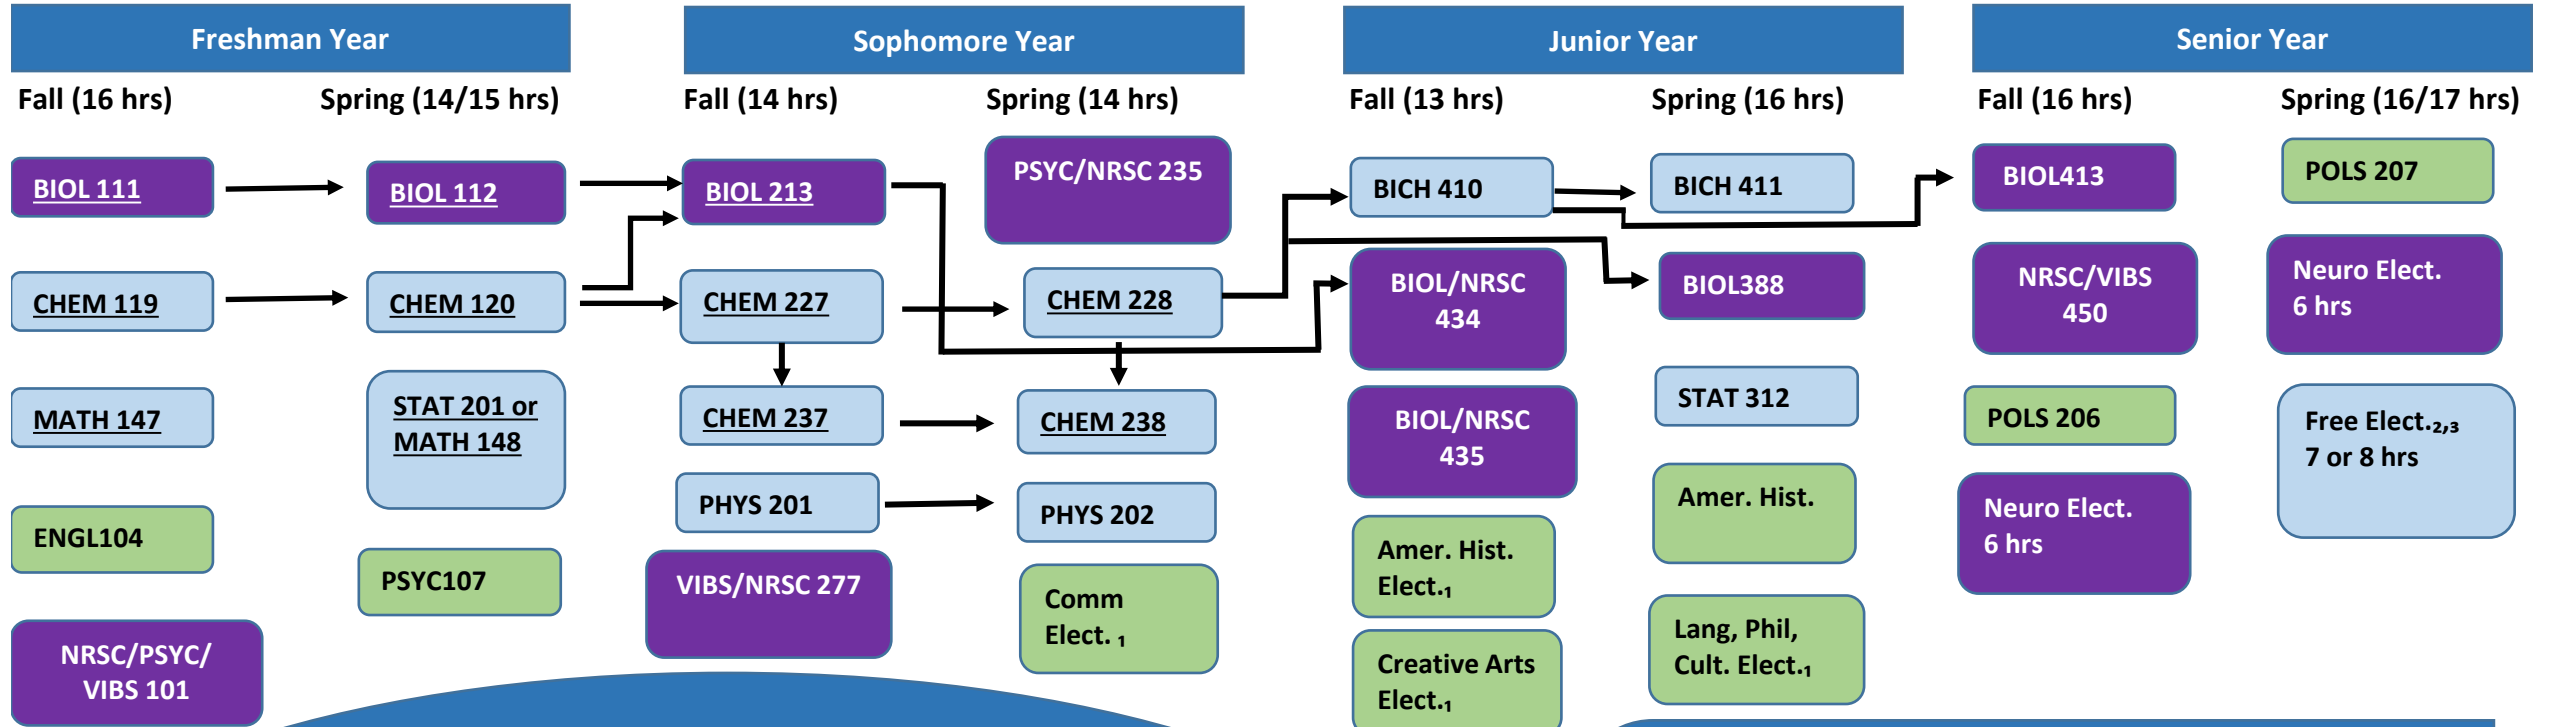 Freshman Year
Sophomore Year
Junior Year
Senior Year
Fall (16 hrs)
Spring (14/15 hrs)
Fall (14 hrs)
Spring (14 hrs)
Fall (13 hrs)
Spring (16 hrs)
Fall (16 hrs)
Spring (16/17 hrs)
BIOL 111
CHEM 119
MATH 147
ENGL104
NRSC/PSYC/
VIBS 101
BIOL 112
CHEM 120
STAT 201 or
MATH 148
PSYC107
BIOL 213
CHEM 227
CHEM 237
PHYS 201
VIBS/NRSC 277
PSYC/NRSC 235
CHEM 228
CHEM 238
PHYS 202
Comm
Elect. ₁
BICH 410
BIOL/NRSC
434
BIOL/NRSC
435
Amer. Hist.
Elect.₁
Creative Arts
Elect.₁
BICH 411
BIOL388
STAT 312
Amer. Hist.
Lang, Phil,
Cult. Elect.₁
BIOL413
NRSC/VIBS
450
POLS 206
Neuro Elect.
6 hrs
POLS 207
Neuro Elect.
6 hrs
Free Elect.₂,₃
7 or 8 hrs